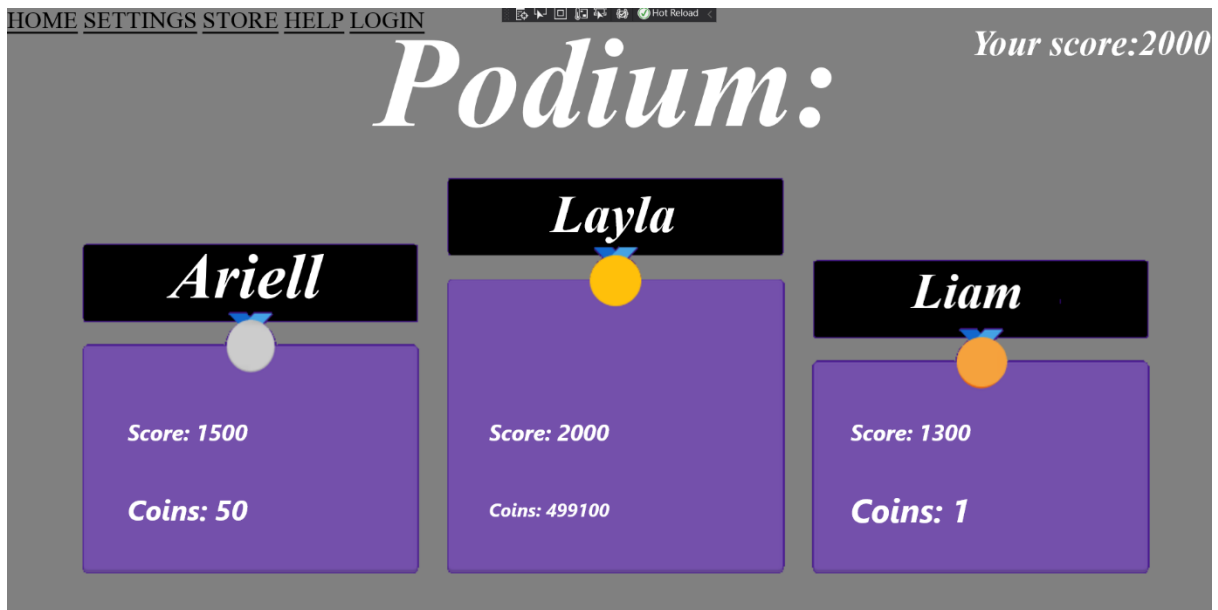 HOME SETTINGS STORE HELP LOGIN
Hot Reload
Your score:2000
Podium:
Layla
Ariell
Liam
Score: 1500
Score: 2000
Score: 1300
Coins: 50
Coins: 499100
Coins: 1